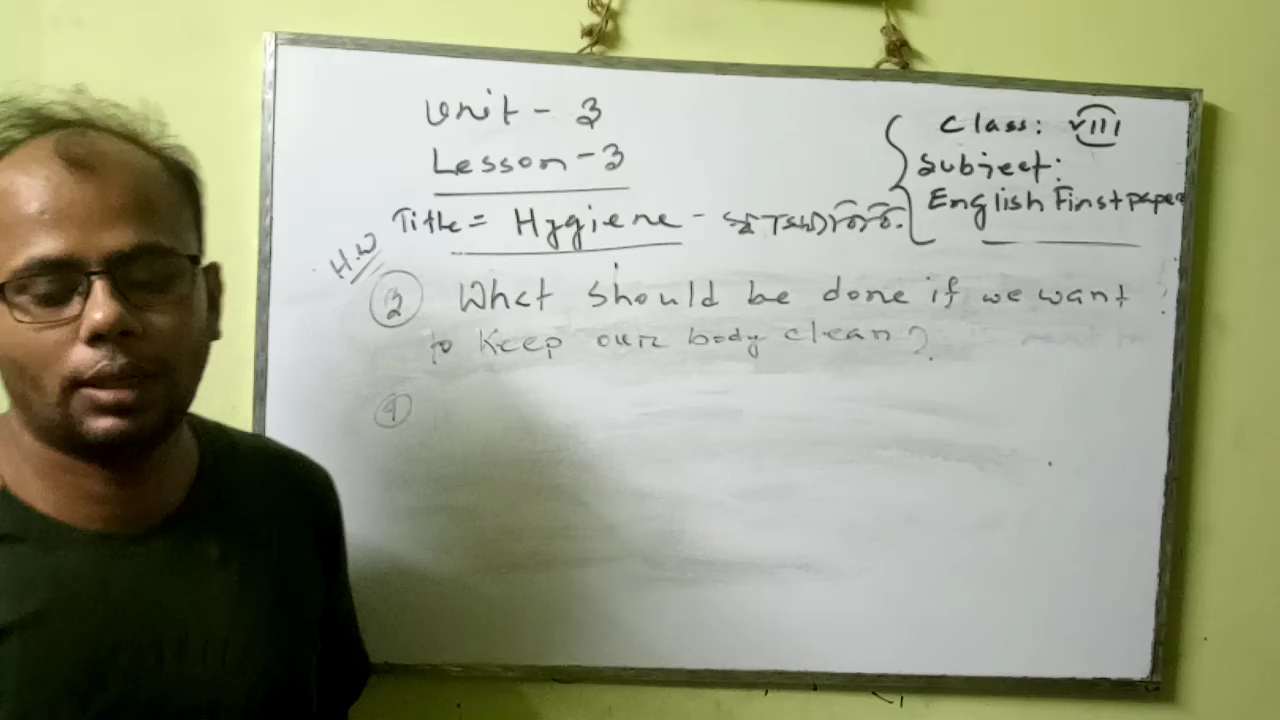 Unit - 3
Lesson - 3
Title = Hygiene - স্বাস্থ্যবিধি.
Class: VIII
Subject:
English First paper
H.W
3 What should be done if we want
to keep our body clean?